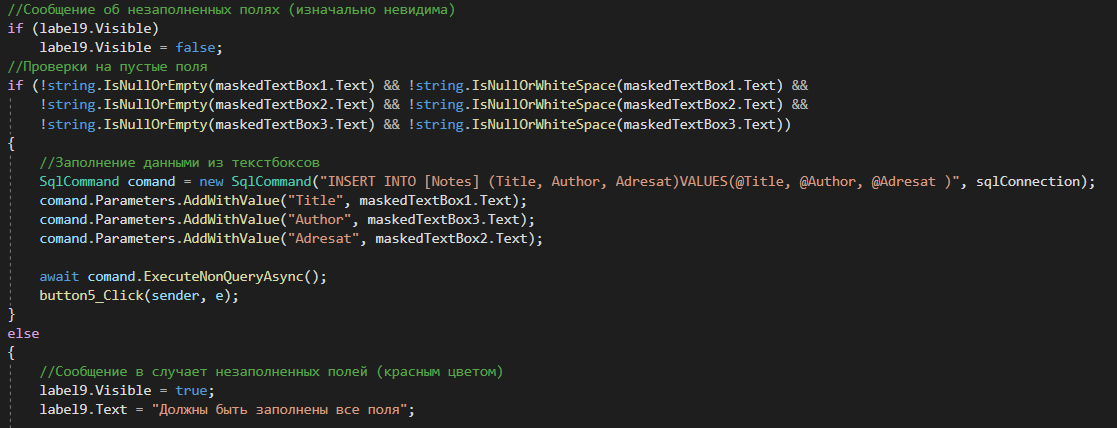 //Сообщение об незаполненных полях (изначально невидима)
if (label9.Visible)
    label9.Visible = false;
//Проверки на пустые поля
if (!string.IsNullOrEmpty(maskedTextBox1.Text) && !string.IsNullOrWhiteSpace(maskedTextBox1.Text) &&
    !string.IsNullOrEmpty(maskedTextBox2.Text) && !string.IsNullOrWhiteSpace(maskedTextBox2.Text) &&
    !string.IsNullOrEmpty(maskedTextBox3.Text) && !string.IsNullOrWhiteSpace(maskedTextBox3.Text))
{
    //Заполнение данными из текстбоксов
    SqlCommand comand = new SqlCommand("INSERT INTO [Notes] (Title, Author, Adresat)VALUES(@Title, @Author, @Adresat )", sqlConnection);
    comand.Parameters.AddWithValue("Title", maskedTextBox1.Text);
    comand.Parameters.AddWithValue("Author", maskedTextBox3.Text);
    comand.Parameters.AddWithValue("Adresat", maskedTextBox2.Text);

    await comand.ExecuteNonQueryAsync();
    button5_Click(sender, e);
}
else
{
    //Сообщение в случает незаполненных полей (красным цветом)
    label9.Visible = true;
    label9.Text = "Должны быть заполнены все поля";